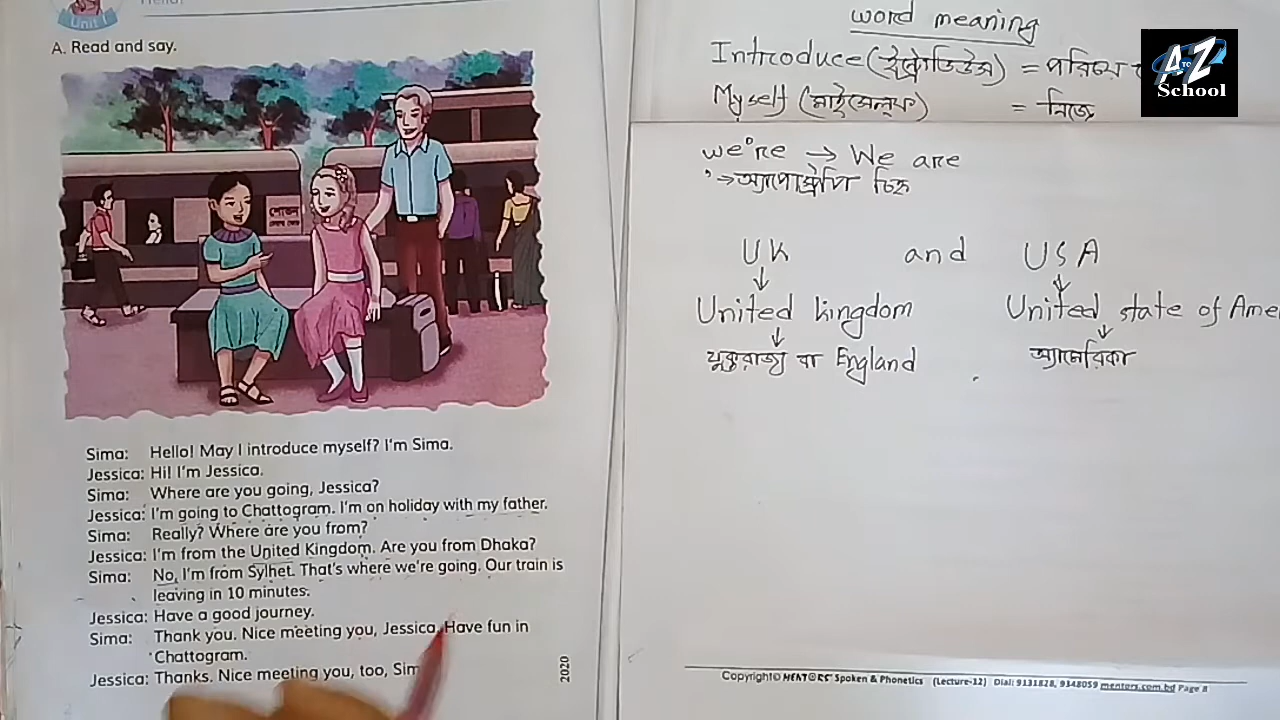 Unit 1
A. Read and say.
পোস্তগোলা
Sima: Hello! May I introduce myself? I'm Sima.
Jessica: Hi! I'm Jessica.
Sima: Where are you going, Jessica?
Jessica: I'm going to Chattogram. I'm on holiday with my father.
Sima: Really? Where are you from?
Jessica: I'm from the United Kingdom. Are you from Dhaka?
Sima: No, I'm from Sylhet. That's where we're going. Our train is
leaving in 10 minutes.
Jessica: Have a good journey.
Sima: Thank you. Nice meeting you, Jessica. Have fun in
Chattogram.
Jessica: Thanks. Nice meeting you, too, Sim
2020
word meaning
Introduce (ইন্ট্রোডিউস) = পরিচয়
Myself (মাইসেল্ফ) = নিজে
we're → We are
' → অ্যাপোস্ট্রোপি চিহ্ন
UK and USA
United kingdom United state of Ame
যুক্তরাজ্য বা England অ্যামেরিকা
A TO Z
School
Copyright© MENTORS' Spoken & Phonetics (Lecture-12) Dial: 9131828, 9348059 mentors.com.bd Page 8